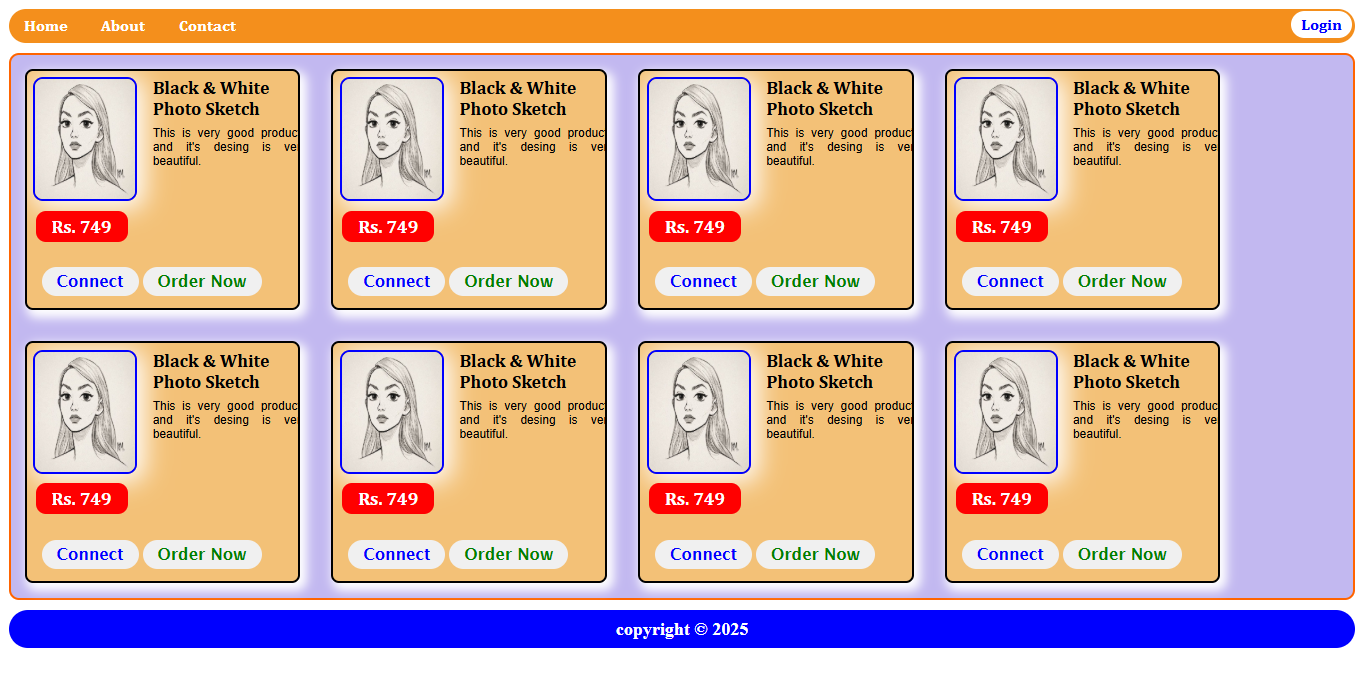 Home About Contact Login
Black & White
Photo Sketch
This is very good produc
and it's desing is ve
beautiful.
Rs. 749
Connect Order Now
Black & White
Photo Sketch
This is very good produc
and it's desing is ve
beautiful.
Rs. 749
Connect Order Now
Black & White
Photo Sketch
This is very good produc
and it's desing is ve
beautiful.
Rs. 749
Connect Order Now
Black & White
Photo Sketch
This is very good produc
and it's desing is ve
beautiful.
Rs. 749
Connect Order Now
Black & White
Photo Sketch
This is very good produc
and it's desing is ve
beautiful.
Rs. 749
Connect Order Now
Black & White
Photo Sketch
This is very good produc
and it's desing is ve
beautiful.
Rs. 749
Connect Order Now
Black & White
Photo Sketch
This is very good produc
and it's desing is ve
beautiful.
Rs. 749
Connect Order Now
Black & White
Photo Sketch
This is very good produc
and it's desing is ve
beautiful.
Rs. 749
Connect Order Now
copyright © 2025